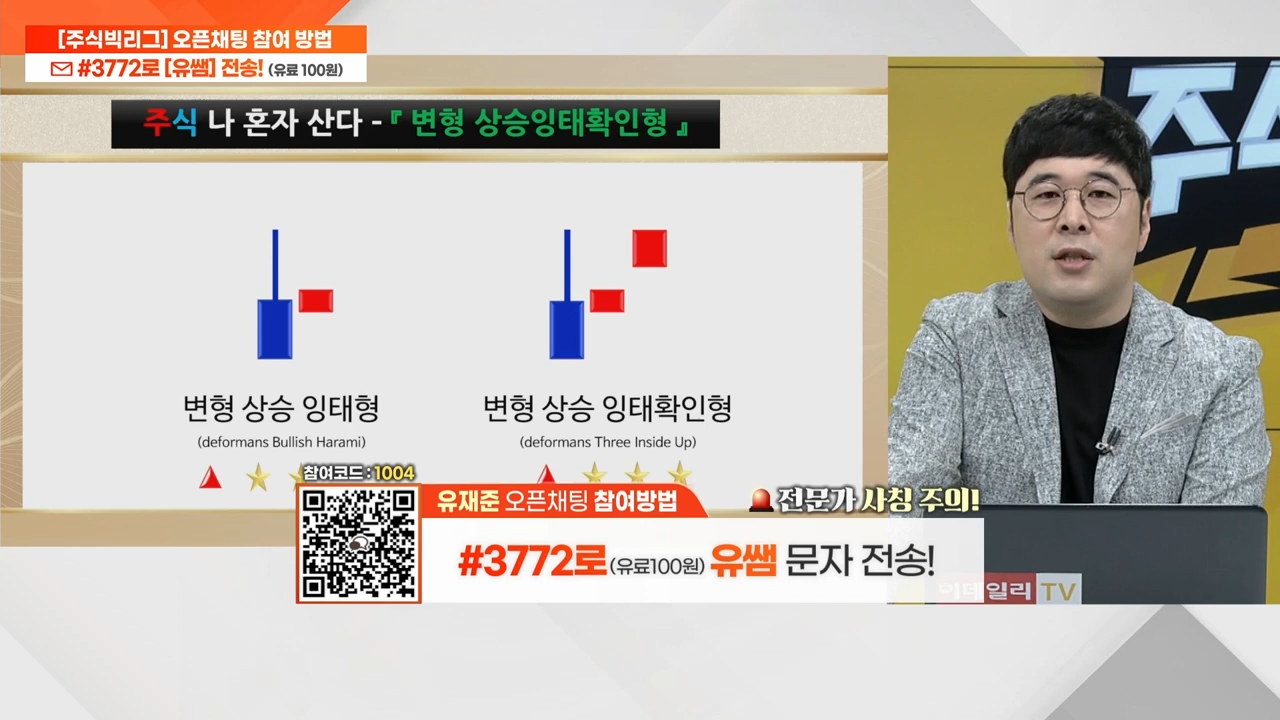 [주식빅리그] 오픈채팅 참여 방법
#3772로 [유쌤] 전송! (유료 100원)
주식 나 혼자 산다 -『 변형 상승잉태확인형 』
변형 상승 잉태형
(deformans Bullish Harami)
변형 상승 잉태확인형
(deformans Three Inside Up)
참여코드 : 1004
유재준 오픈채팅 참여방법
전문가 사칭 주의!
#3772로(유료100원) 유쌤 문자 전송!
이데일리 TV